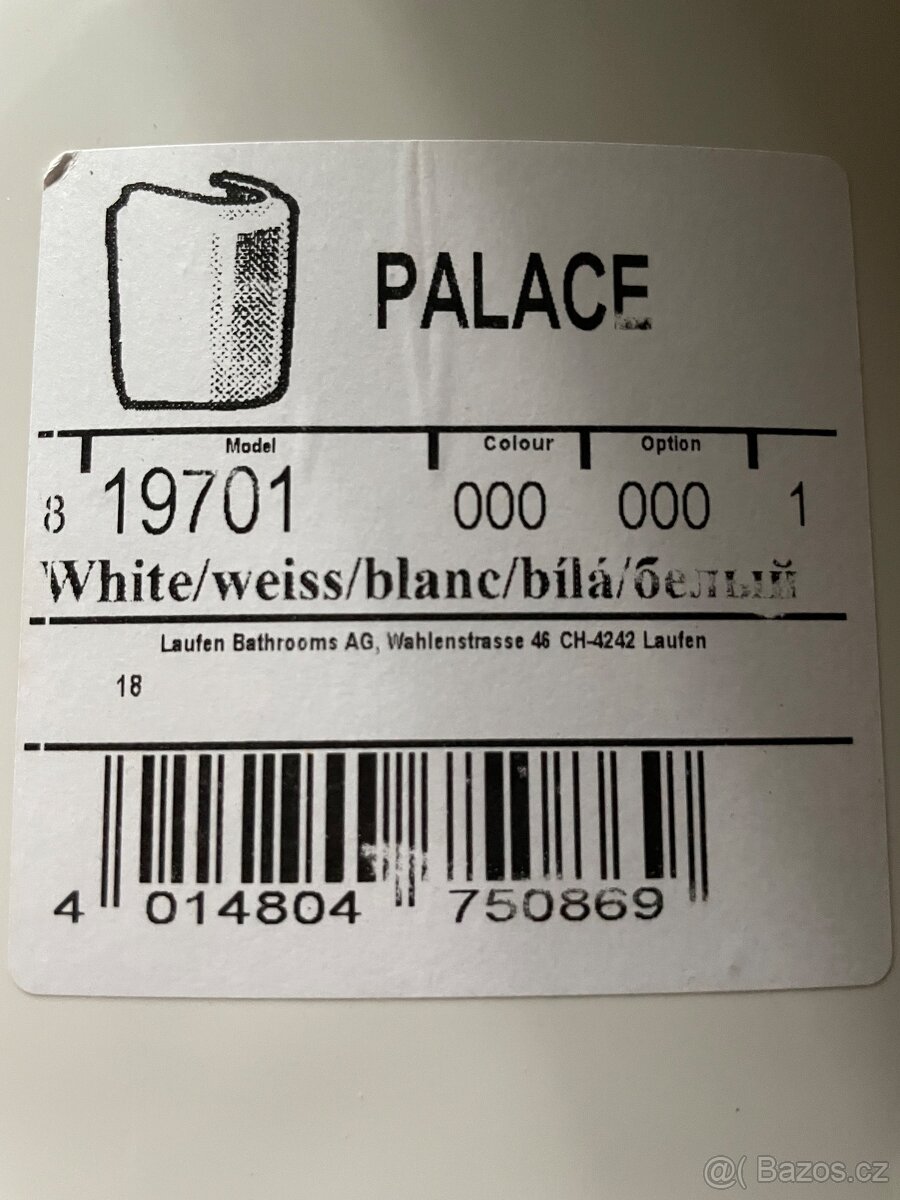 PALACE
Model Colour Option
8 19701 000 000 1
White/weiss/blanc/bílá/белый
Laufen Bathrooms AG, Wahlenstrasse 46 CH-4242 Laufen
18
4 014804 750869
@( Bazos.cz